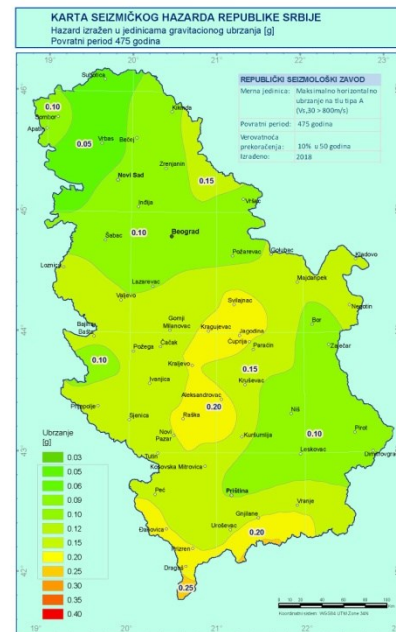 KARTA SEIZMIČKOG HAZARDA REPUBLIKE SRBIJE
Hazard izražen u jedinicama gravitacionog ubrzanja [g]
Povratni period 475 godina
19° 20° 21° 22°
REPUBLIČKI SEIZMOLOŠKI ZAVOD
Merna jedinica: Maksimalno horizontalno
ubrzanje na tlu tipa A
(Vs,30 > 800m/s)
Povratni period: 475 godina
Verovatnoća
prekoračenja: 10% u 50 godina
Izrađeno: 2018
Subotica
46°
0.10
Sombor
Kikinda
Apatin
0.05
Vrbas
Bečej
Zrenjanin
Novi Sad
0.15
45°
Vršac
Inđija
0.10
Beograd
Šabac
Požarevac
Golubac
Kladovo
Loznica
Majdanpek
Lazarevac
Valjevo
Svilajnac
Negotin
Gornji
Milanovac
Bor
44°
Bajina
Bašta
Kragujevac
Jagodina
Čačak
Ćuprija
Paraćin
Zaječar
Požega
0.10
Kraljevo
0.15
Ivanjica
Kruševac
Aleksandrovac
0.20
Prijepolje
Raška
Niš
Sjenica
Novi
Pazar
Kuršumlija
0.10
Pirot
43°
Tutin
Leskovac
Dimitrovgrad
Kosovska Mitrovica
Peć
Priština
Vranje
Gnjilane
Đakovica
Uroševac
0.20
Prizren
42°
Dragaš
0.25
Ubrzanje
[g]
0.03
0.05
0.06
0.09
0.10
0.12
0.15
0.20
0.25
0.30
0.35
0.40
19° 20° 21° 22°